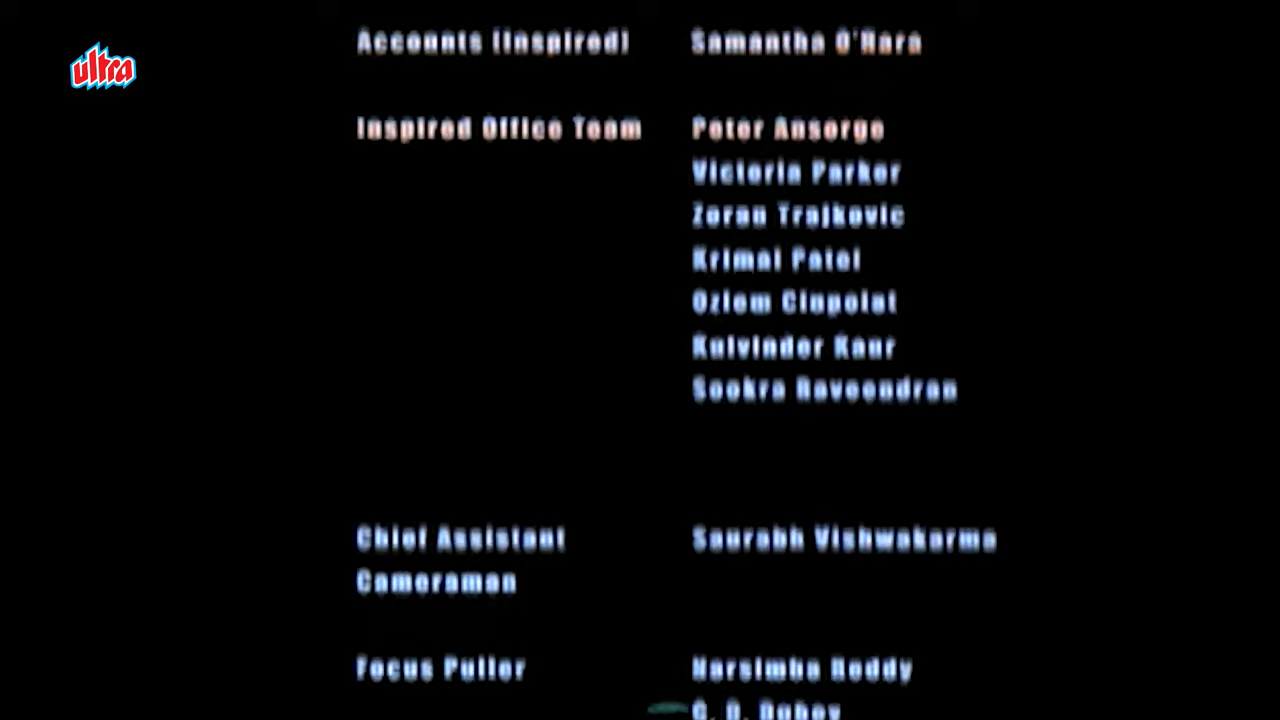 ultra
Accounts (Inspired) Samantha O'Hara
Inspired Office Team Peter Ansorge
Victoria Parker
Zoran Trajkovic
Krimal Patel
Ozlem Cinpolat
Kulvinder Kaur
Sookra Raveendran
Chief Assistant Saurabh Vishwakarma
Cameraman
Focus Puller Narsimha Reddy